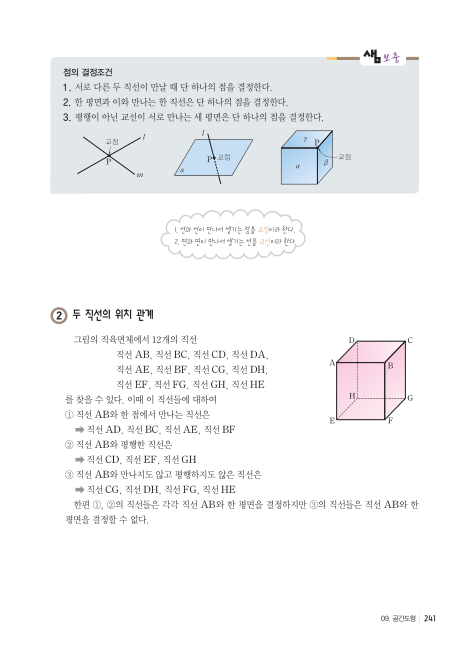 샘 보충
점의 결정조건
1. 서로 다른 두 직선이 만날 때 단 하나의 점을 결정한다.
2. 한 평면과 이와 만나는 한 직선은 단 하나의 점을 결정한다.
3. 평행이 아닌 교선이 서로 만나는 세 평면은 단 하나의 점을 결정한다.
교점 l P m
l P 교점 α
γ P 교점 α β
1. 선과 선이 만나서 생기는 점을 교점이라 한다.
2. 면과 면이 만나서 생기는 선을 교선이라 한다.
2 두 직선의 위치 관계
그림의 직육면체에서 12개의 직선
직선 AB, 직선 BC, 직선 CD, 직선 DA,
직선 AE, 직선 BF, 직선 CG, 직선 DH,
직선 EF, 직선 FG, 직선 GH, 직선 HE
를 찾을 수 있다. 이때 이 직선들에 대하여
① 직선 AB와 한 점에서 만나는 직선은
➡ 직선 AD, 직선 BC, 직선 AE, 직선 BF
② 직선 AB와 평행한 직선은
➡ 직선 CD, 직선 EF, 직선 GH
③ 직선 AB와 만나지도 않고 평행하지도 않은 직선은
➡ 직선 CG, 직선 DH, 직선 FG, 직선 HE
D C
A B
H G
E F
한편 ①, ②의 직선들은 각각 직선 AB와 한 평면을 결정하지만 ③의 직선들은 직선 AB와 한
평면을 결정할 수 없다.
09. 공간도형 | 241